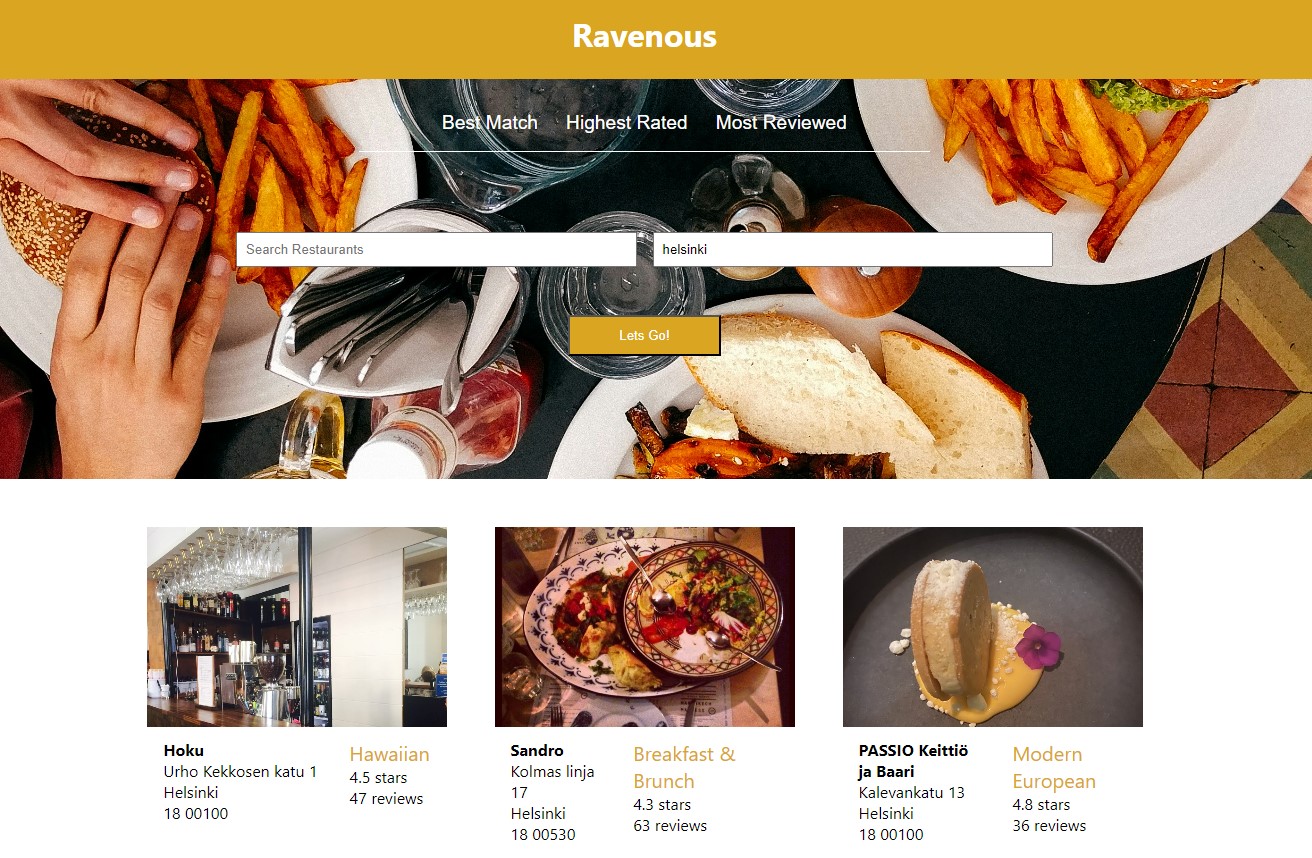 Ravenous
Best Match Highest Rated Most Reviewed
Search Restaurants
helsinki
Lets Go!
Hoku
Urho Kekkosen katu 1
Helsinki
18 00100
Hawaiian
4.5 stars
47 reviews
Sandro
Kolmas linja
17
Helsinki
18 00530
Breakfast &
Brunch
4.3 stars
63 reviews
PASSIO Keittiö
ja Baari
Kalevankatu 13
Helsinki
18 00100
Modern
European
4.8 stars
36 reviews